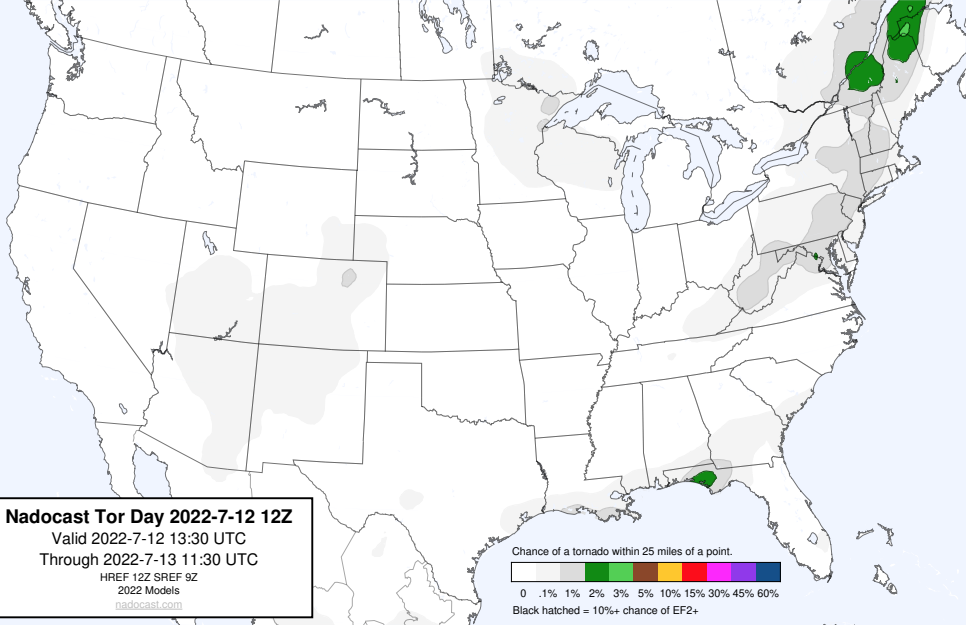 Nadocast Tor Day 2022-7-12 12Z
Valid 2022-7-12 13:30 UTC
Through 2022-7-13 11:30 UTC
HREF 12Z SREF 9Z
2022 Models
nadocast.com
Chance of a tornado within 25 miles of a point.
0 .1% 1% 2% 3% 5% 10% 15% 30% 45% 60%
Black hatched = 10%+ chance of EF2+